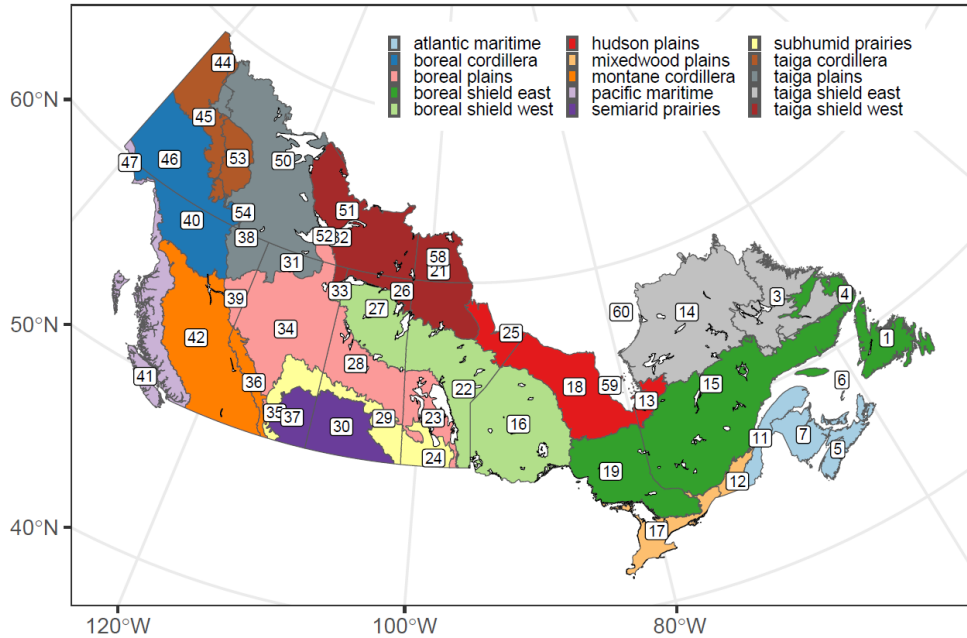 atlantic maritime hudson plains subhumid prairies
boreal cordillera mixedwood plains taiga cordillera
boreal plains montane cordillera taiga plains
boreal shield east pacific maritime taiga shield east
boreal shield west semiarid prairies taiga shield west
44
60°N
45
47 46 53 50
54 51
40 38 52 32
58
21
31
39 33 26
27
3 4
60 14
50°N
25
34 42
1
28
41 36
22 18 59 13 15
6
35 37 30 29 23
16
11 7 5
24
19
12
17
40°N
120°W 100°W 80°W